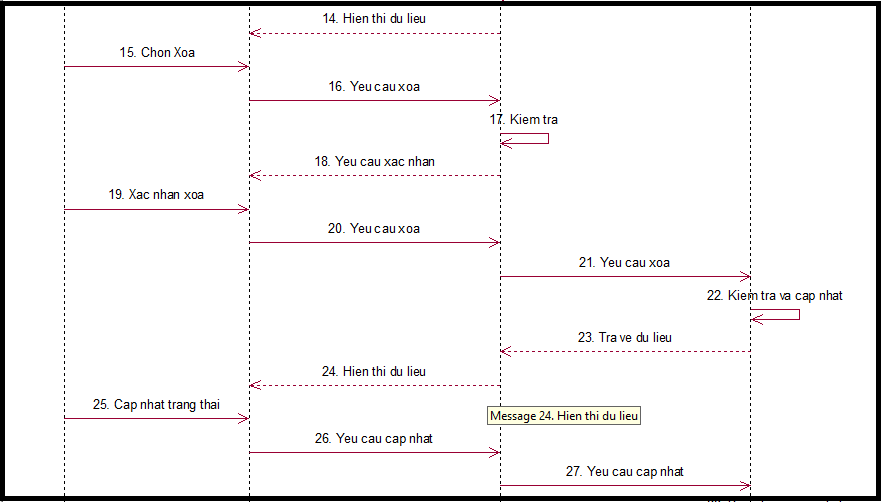 14. Hien thi du lieu
15. Chon Xoa
16. Yeu cau xoa
17. Kiem tra
18. Yeu cau xac nhan
19. Xac nhan xoa
20. Yeu cau xoa
21. Yeu cau xoa
22. Kiem tra va cap nhat
23. Tra ve du lieu
24. Hien thi du lieu
25. Cap nhat trang thai
Message 24. Hien thi du lieu
26. Yeu cau cap nhat
27. Yeu cau cap nhat